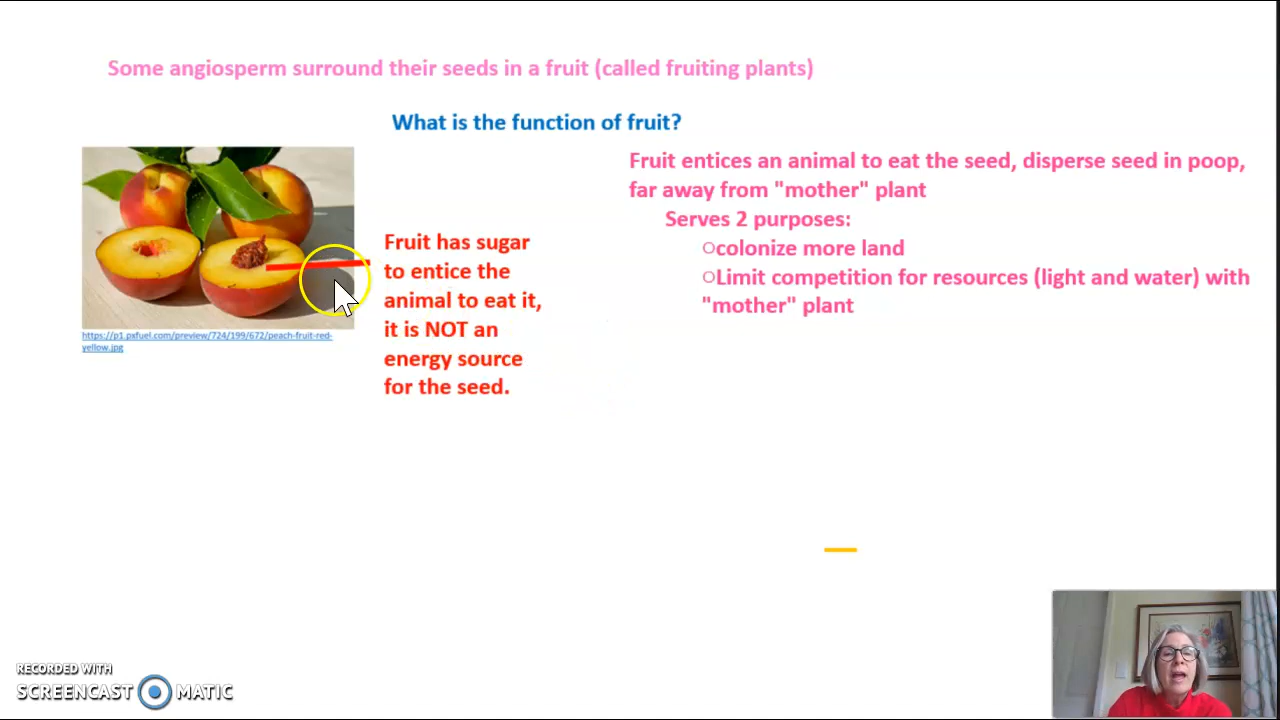 Some angiosperm surround their seeds in a fruit (called fruiting plants)
What is the function of fruit?
Fruit entices an animal to eat the seed, disperse seed in poop,
far away from "mother" plant
Serves 2 purposes:
○colonize more land
○Limit competition for resources (light and water) with
"mother" plant
Fruit has sugar
to entice the
animal to eat it,
it is NOT an
energy source
for the seed.
https://p1.pxfuel.com/preview/724/199/672/peach-fruit-red-
yellow.jpg
RECORDED WITH
SCREENCAST MATIC